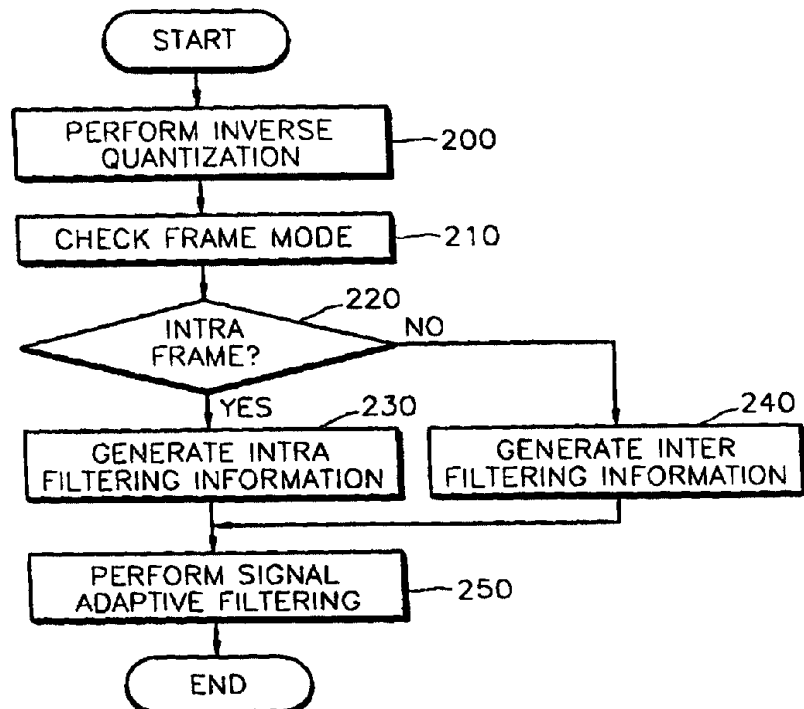 START
PERFORM INVERSE
QUANTIZATION
200
CHECK FRAME MODE
210
220
INTRA
FRAME?
NO
YES
230
240
GENERATE INTRA
FILTERING INFORMATION
GENERATE INTER
FILTERING INFORMATION
PERFORM SIGNAL
ADAPTIVE FILTERING
250
END